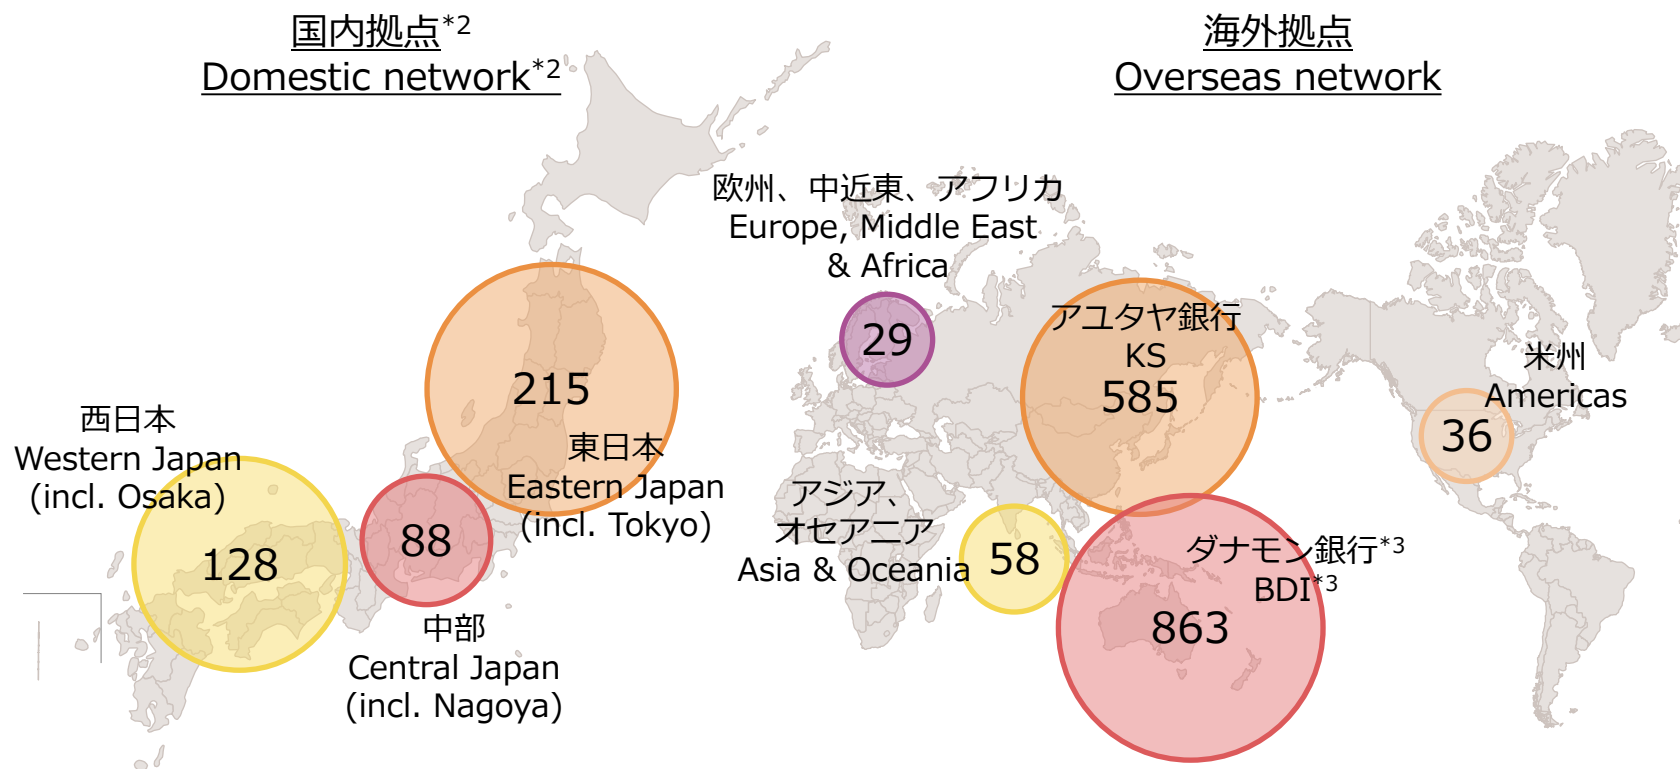 国内拠点*2
Domestic network*2
215
東日本
Eastern Japan
(incl. Tokyo)
西日本
Western Japan
(incl. Osaka)
128
88
中部
Central Japan
(incl. Nagoya)
海外拠点
Overseas network
欧州、中近東、アフリカ
Europe, Middle East
& Africa
29
アユタヤ銀行
KS
585
米州
Americas
36
アジア、
オセアニア
Asia & Oceania
58
ダナモン銀行*3
BDI*3
863